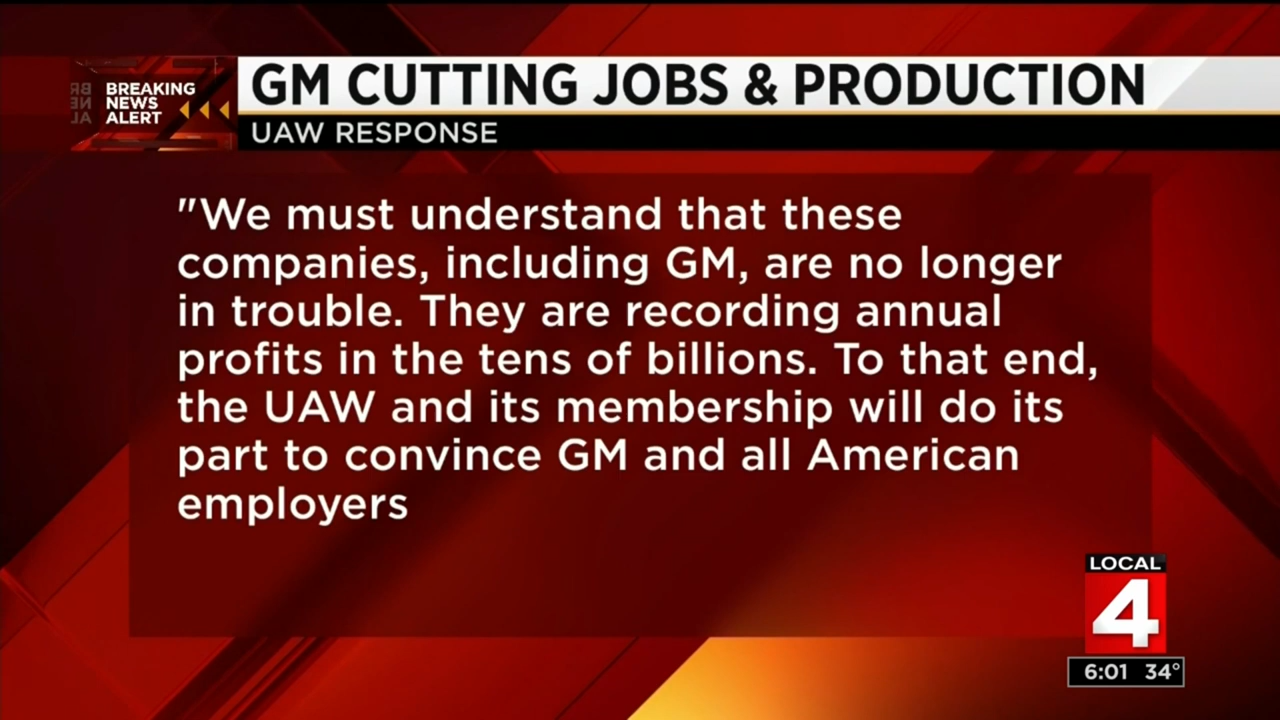 BREAKING
NEWS
ALERT
GM CUTTING JOBS & PRODUCTION
UAW RESPONSE
"We must understand that these
companies, including GM, are no longer
in trouble. They are recording annual
profits in the tens of billions. To that end,
the UAW and its membership will do its
part to convince GM and all American
employers
LOCAL
4
6:01 34°